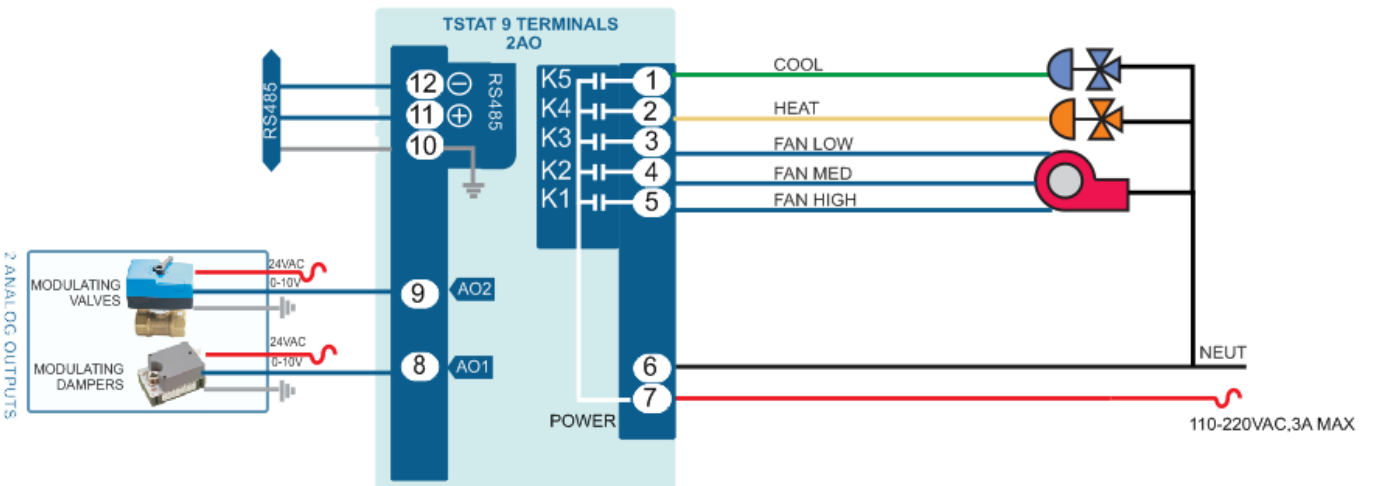 TSTAT 9 TERMINALS
2AO
RS485
12
11
10
RS485
K5
K4
K3
K2
K1
1
2
3
4
5
COOL
HEAT
FAN LOW
FAN MED
FAN HIGH
2 ANALOG OUTPUTS
MODULATING
VALVES
24VAC
0-10V
9
AO2
MODULATING
DAMPERS
24VAC
0-10V
8
AO1
6
7
POWER
NEUT
110-220VAC,3A MAX